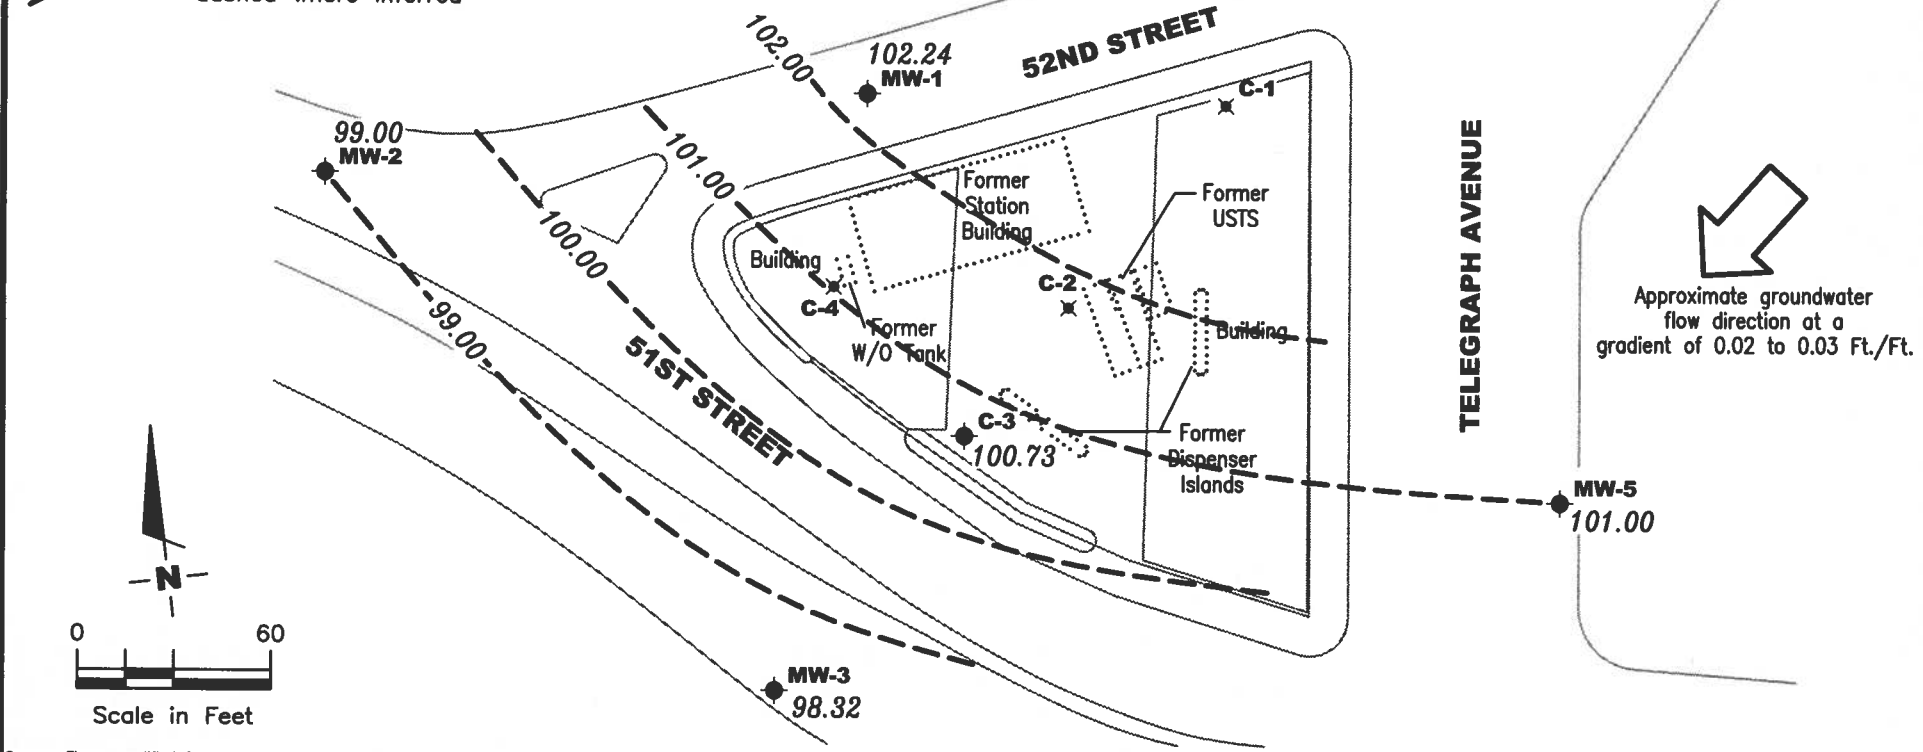 dashed where inferred
102.00
102.24
MW-1
52ND STREET
C-1
99.00
MW-2
101.00
Former
Station
Building
Former
USTS
TELEGRAPH AVENUE
100.00
Building
C-4
C-2
Former
W/O Tank
Building
Approximate groundwater
flow direction at a
gradient of 0.02 to 0.03 Ft./Ft.
99.00
51ST STREET
C-3
100.73
Former
Dispenser
Islands
MW-5
101.00
N
0 60
Scale in Feet
MW-3
98.32